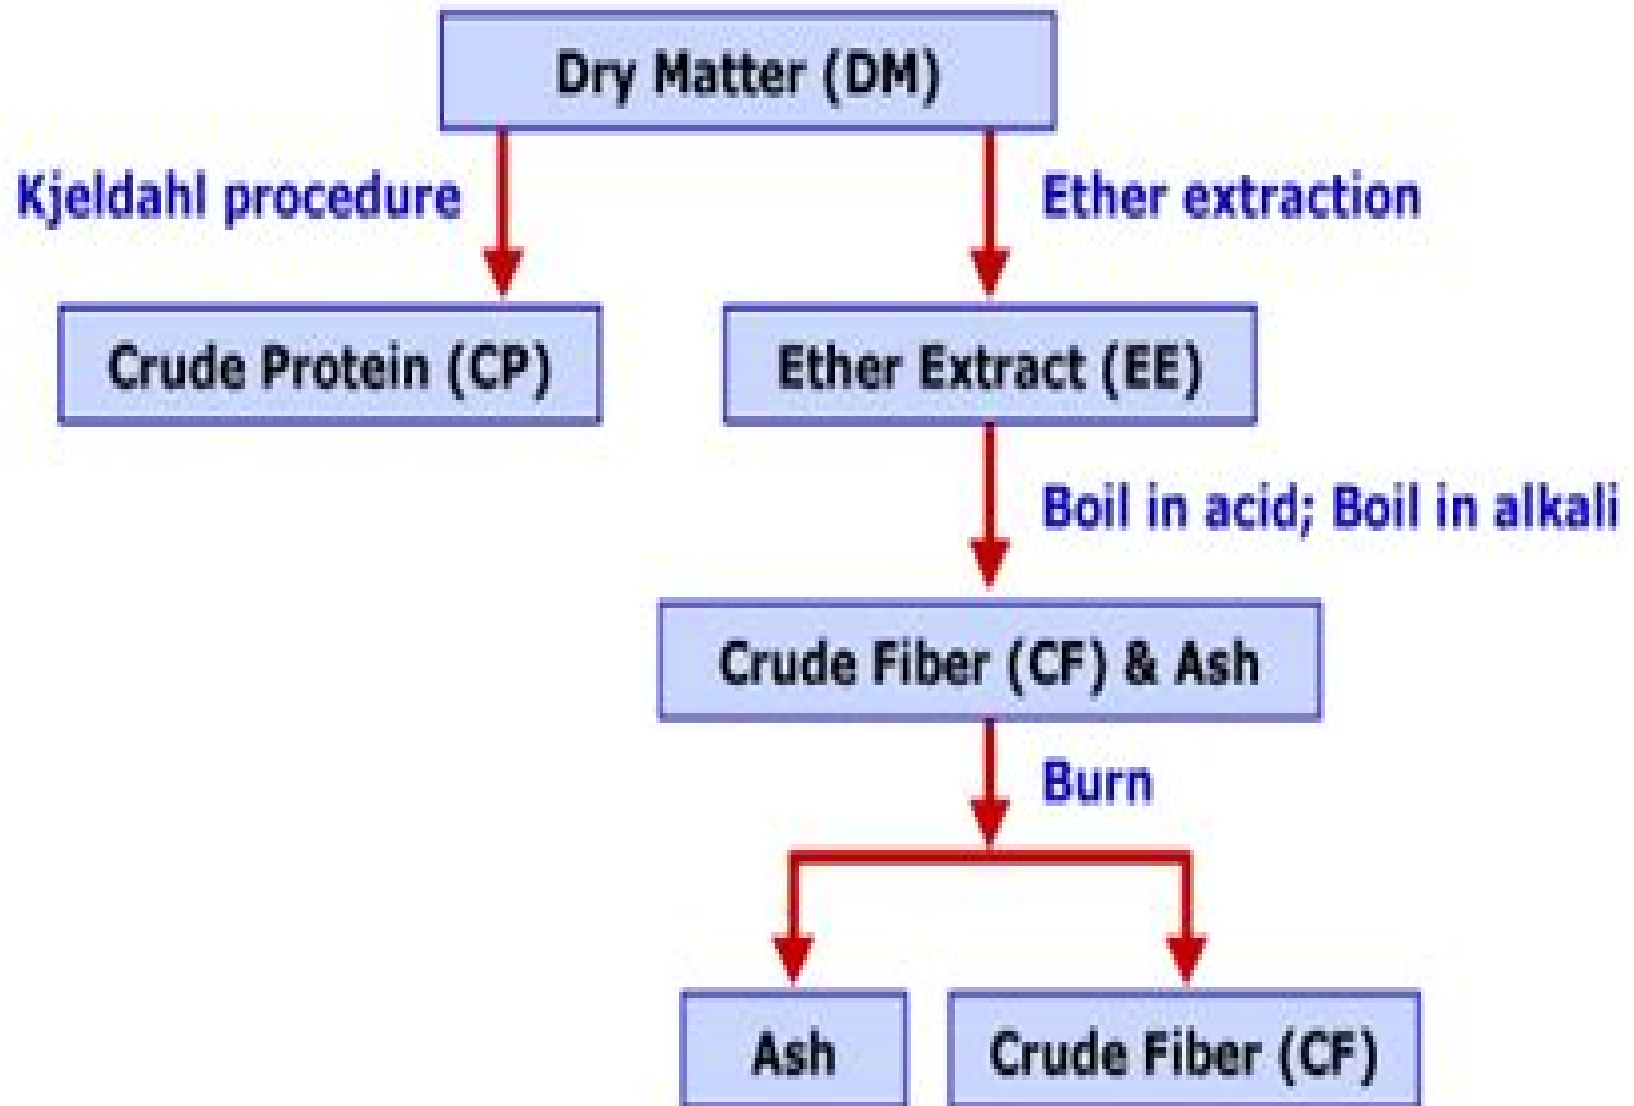 Dry Matter (DM)
Kjeldahl procedure
Ether extraction
Crude Protein (CP)
Ether Extract (EE)
Boil in acid; Boil in alkali
Crude Fiber (CF) & Ash
Burn
Ash
Crude Fiber (CF)